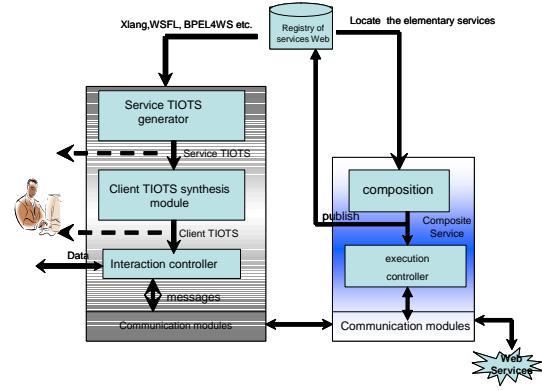 Xlang,WSFL, BPEL4WS etc.
Locate the elementary services
Registry of
services Web
Service TIOTS
generator
Service TIOTS
Client TIOTS synthesis
module
Client TIOTS
Data
Interaction controller
messages
Communication modules
composition
publish
Composite
Service
execution
controller
Communication modules
Web
Services